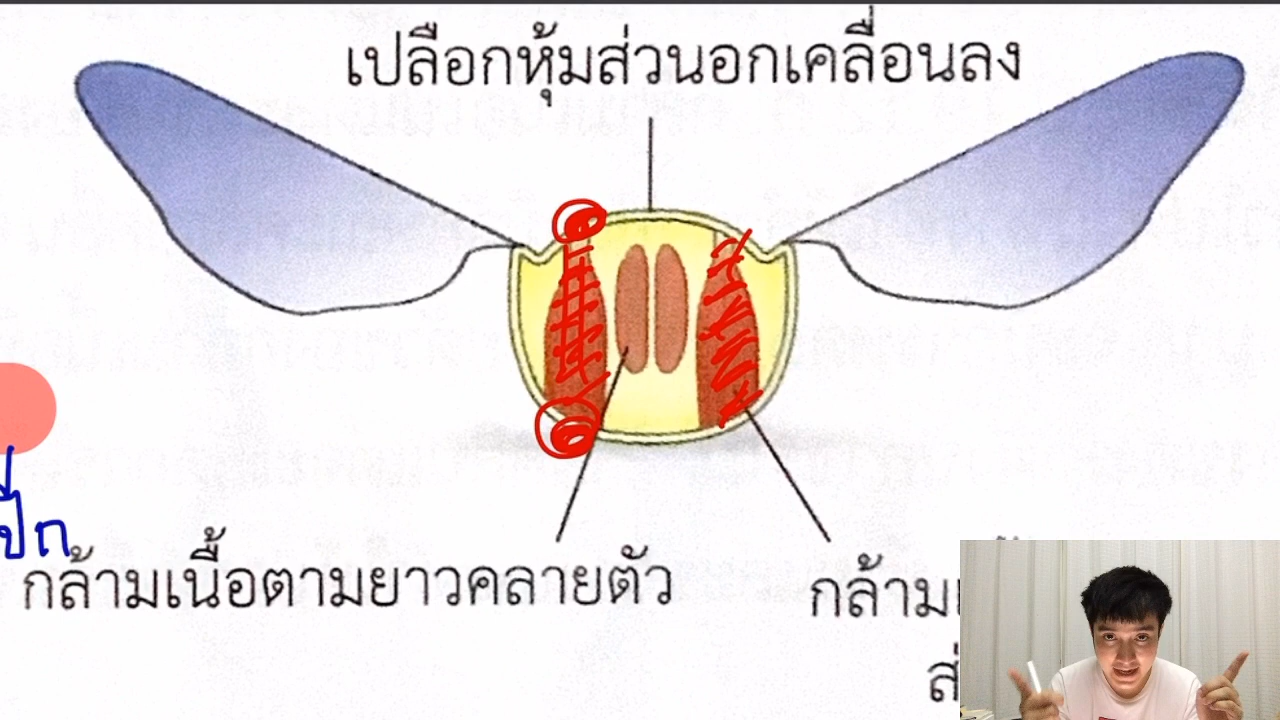 เปลือกหุ้มส่วนอกเคลื่อนลง
ปีก
กล้ามเนื้อตามยาวคลายตัว
กล้าม